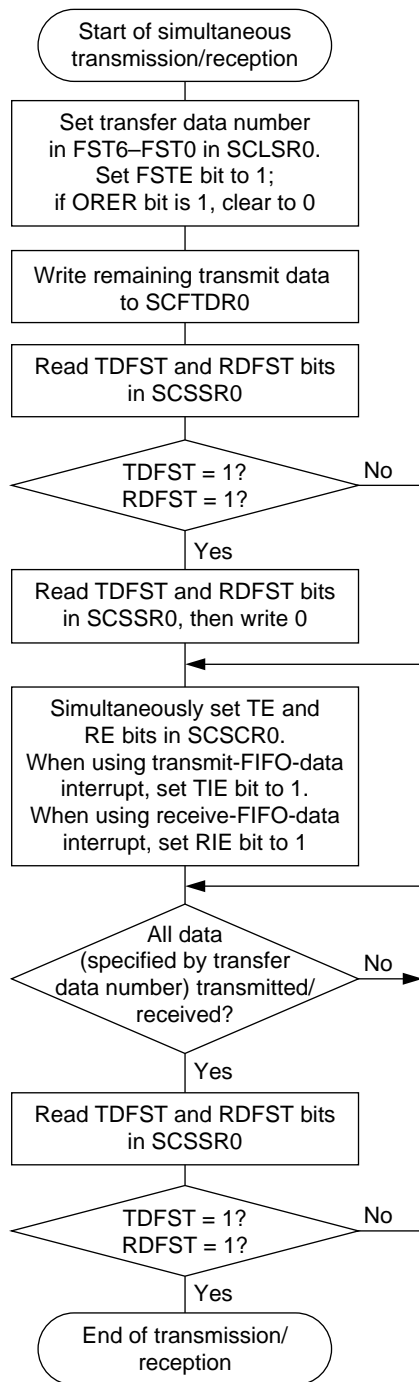 Start of simultaneous
transmission/reception
Set transfer data number
in FST6–FST0 in SCLSR0.
Set FSTE bit to 1;
if ORER bit is 1, clear to 0
Write remaining transmit data
to SCFTDR0
Read TDFST and RDFST bits
in SCSSR0
TDFST = 1?
RDFST = 1?
No
Yes
Read TDFST and RDFST bits
in SCSSR0, then write 0
Simultaneously set TE and
RE bits in SCSCR0.
When using transmit-FIFO-data
interrupt, set TIE bit to 1.
When using receive-FIFO-data
interrupt, set RIE bit to 1
All data
(specified by transfer
data number) transmitted/
received?
No
Yes
Read TDFST and RDFST bits
in SCSSR0
TDFST = 1?
RDFST = 1?
No
Yes
End of transmission/
reception